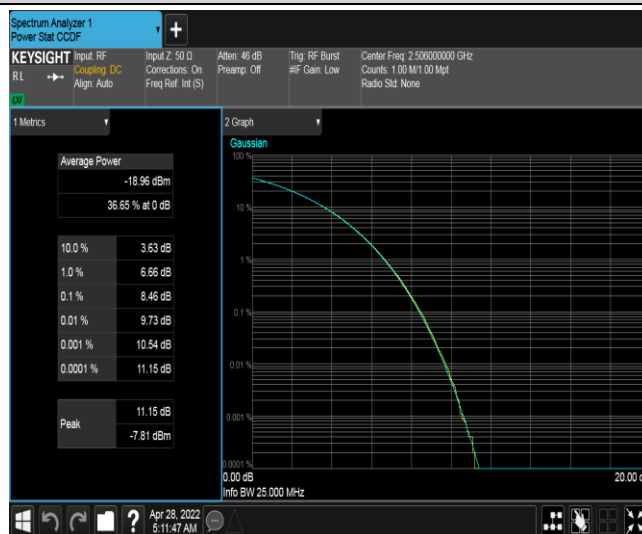 Spectrum Analyzer 1
Power Stat CCDF
+
KEYSIGHT Input: RF Input Z: 50 Ω Atten: 46 dB Trig: RF Burst Center Freq: 2.506000000 GHz
RL Coupling: DC Corrections: On Preamp: Off #IF Gain: Low Counts: 1.00 M/1.00 Mpt
Align: Auto Freq Ref: Int (S) Radio Std: None
LXI
1 Metrics
Average Power
-18.96 dBm
36.65 % at 0 dB
10.0 % 3.63 dB
1.0 % 6.66 dB
0.1 % 8.46 dB
0.01 % 9.73 dB
0.001 % 10.54 dB
0.0001 % 11.15 dB
Peak 11.15 dB
-7.81 dBm
2 Graph
Gaussian
100 %
10 %
1 %
0.1 %
0.01 %
0.001 %
0.0001 %
0.00 dB 20.00
Info BW 25.000 MHz
? Apr 28, 2022
5:11:47 AM